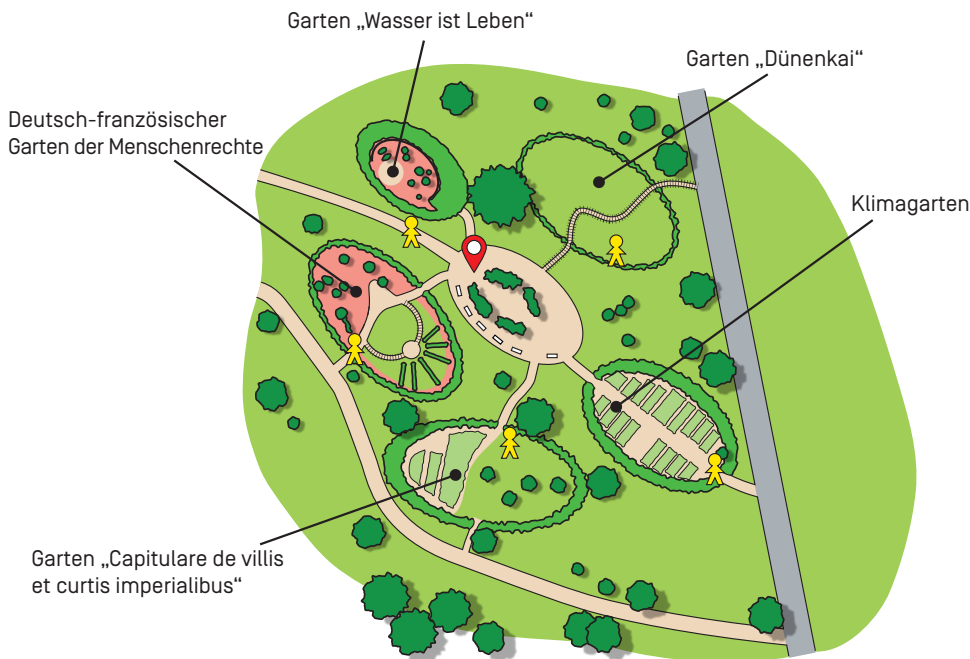 Garten „Wasser ist Leben“
Garten „Dünenkai“
Deutsch-französischer
Garten der Menschenrechte
Klimagarten
Garten „Capitulare de villis
et curtis imperialibus“